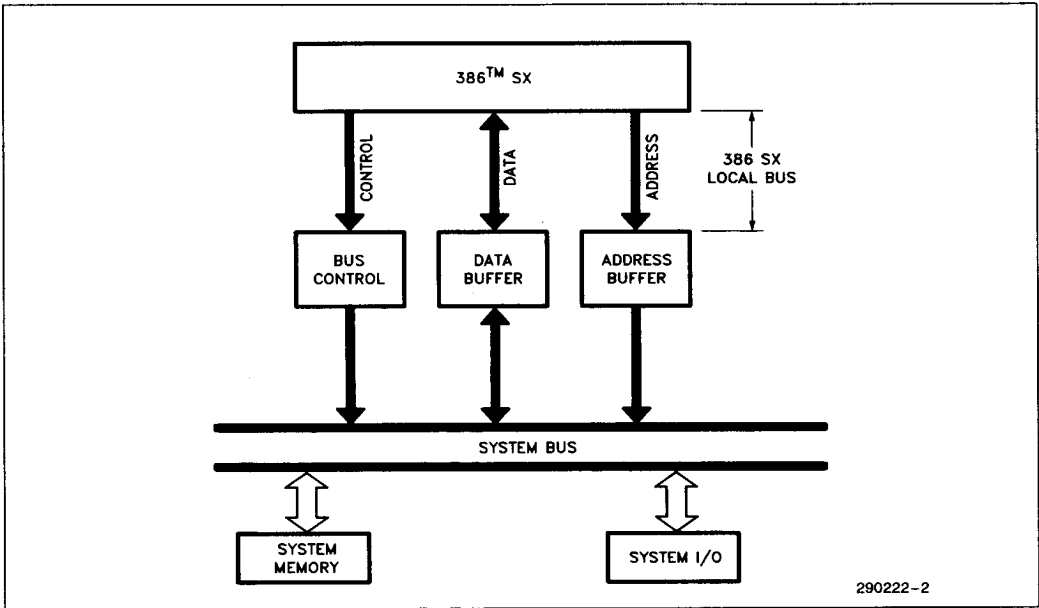 386™ SX
CONTROL
DATA
ADDRESS
386 SX
LOCAL BUS
BUS
CONTROL
DATA
BUFFER
ADDRESS
BUFFER
SYSTEM BUS
SYSTEM
MEMORY
SYSTEM I/O
290222-2